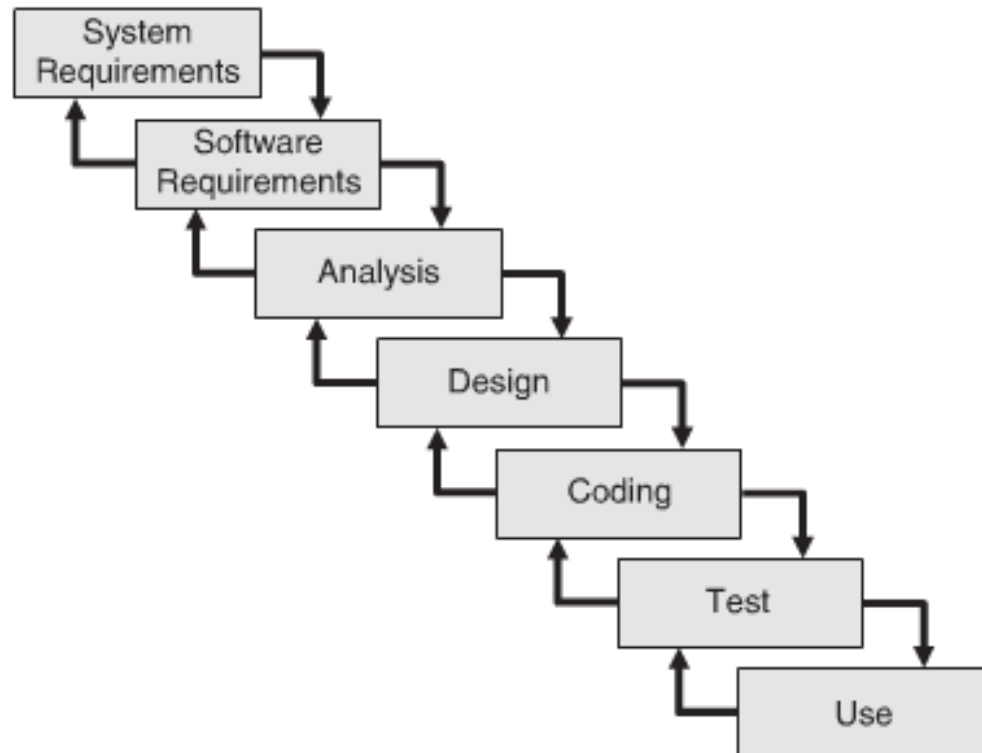 System
Requirements
Software
Requirements
Analysis
Design
Coding
Test
Use